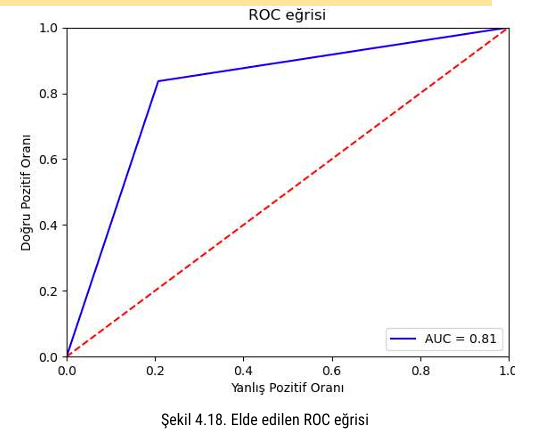 ROC eğrisi
1.0
0.8
0.6
0.4
0.2
0.0
Doğru Pozitif Oranı
AUC = 0.81
0.0 0.2 0.4 0.6 0.8 1.0
Yanlış Pozitif Oranı
Şekil 4.18. Elde edilen ROC eğrisi